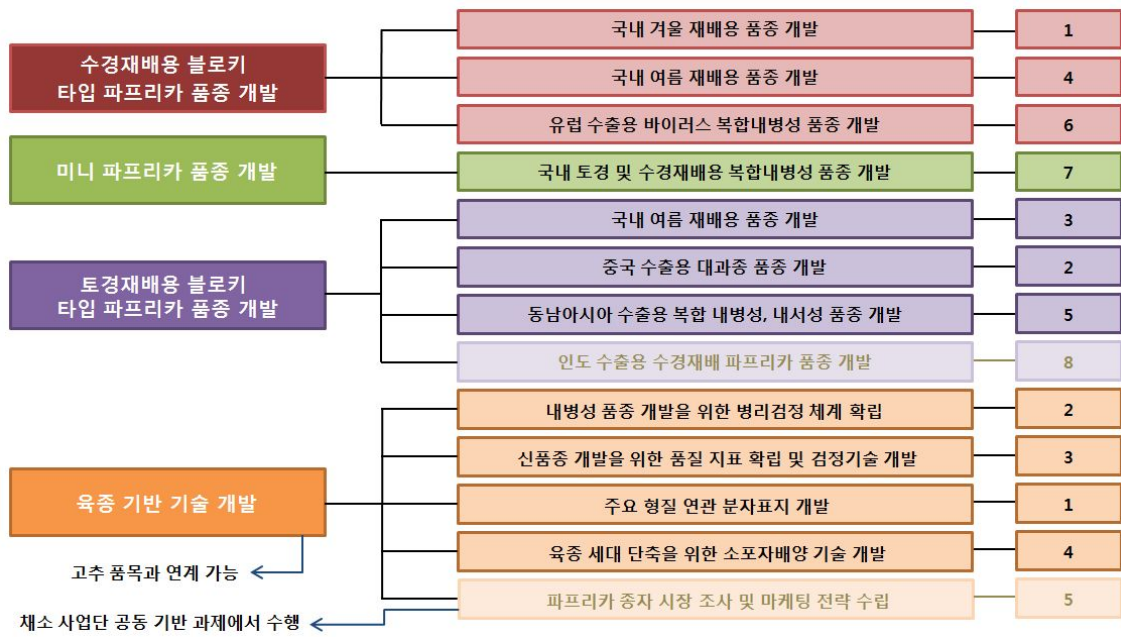 수경재배용 블로키
타입 파프리카 품종 개발
국내 겨울 재배용 품종 개발
1
국내 여름 재배용 품종 개발
4
유럽 수출용 바이러스 복합내병성 품종 개발
6
미니 파프리카 품종 개발
국내 토경 및 수경재배용 복합내병성 품종 개발
7
토경재배용 블로키
타입 파프리카 품종 개발
국내 여름 재배용 품종 개발
3
중국 수출용 대과종 품종 개발
2
동남아시아 수출용 복합 내병성, 내서성 품종 개발
5
인도 수출용 수경재배 파프리카 품종 개발
8
육종 기반 기술 개발
내병성 품종 개발을 위한 병리검정 체계 확립
2
신품종 개발을 위한 품질 지표 확립 및 검정기술 개발
3
주요 형질 연관 분자표지 개발
1
육종 세대 단축을 위한 소포자배양 기술 개발
4
파프리카 종자 시장 조사 및 마케팅 전략 수립
5
고추 품목과 연계 가능
채소 사업단 공동 기반 과제에서 수행